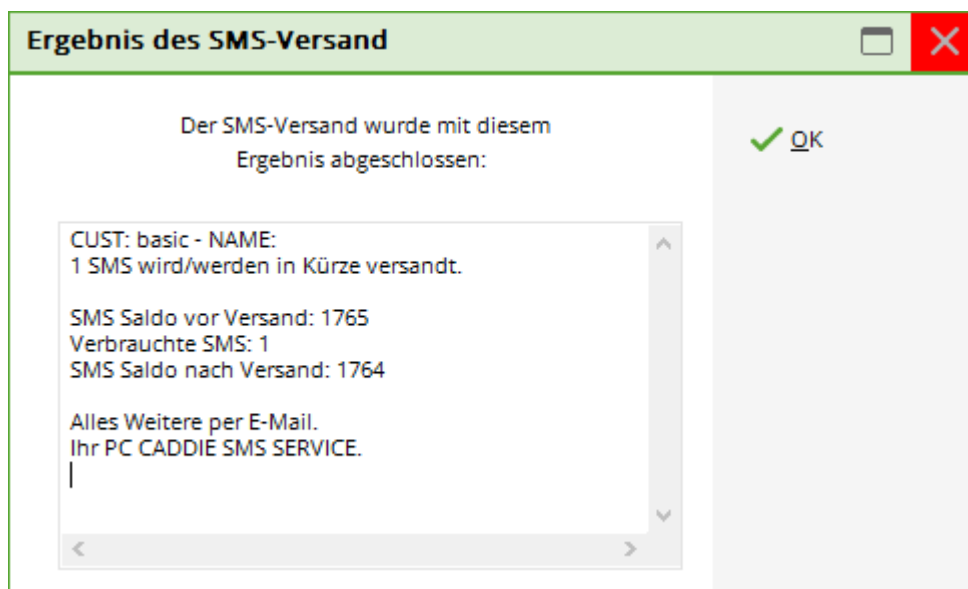 Ergebnis des SMS-Versand
Der SMS-Versand wurde mit diesem
Ergebnis abgeschlossen:
OK
CUST: basic - NAME:
1 SMS wird/werden in Kürze versandt.
SMS Saldo vor Versand: 1765
Verbrauchte SMS: 1
SMS Saldo nach Versand: 1764
Alles Weitere per E-Mail.
Ihr PC CADDIE SMS SERVICE.